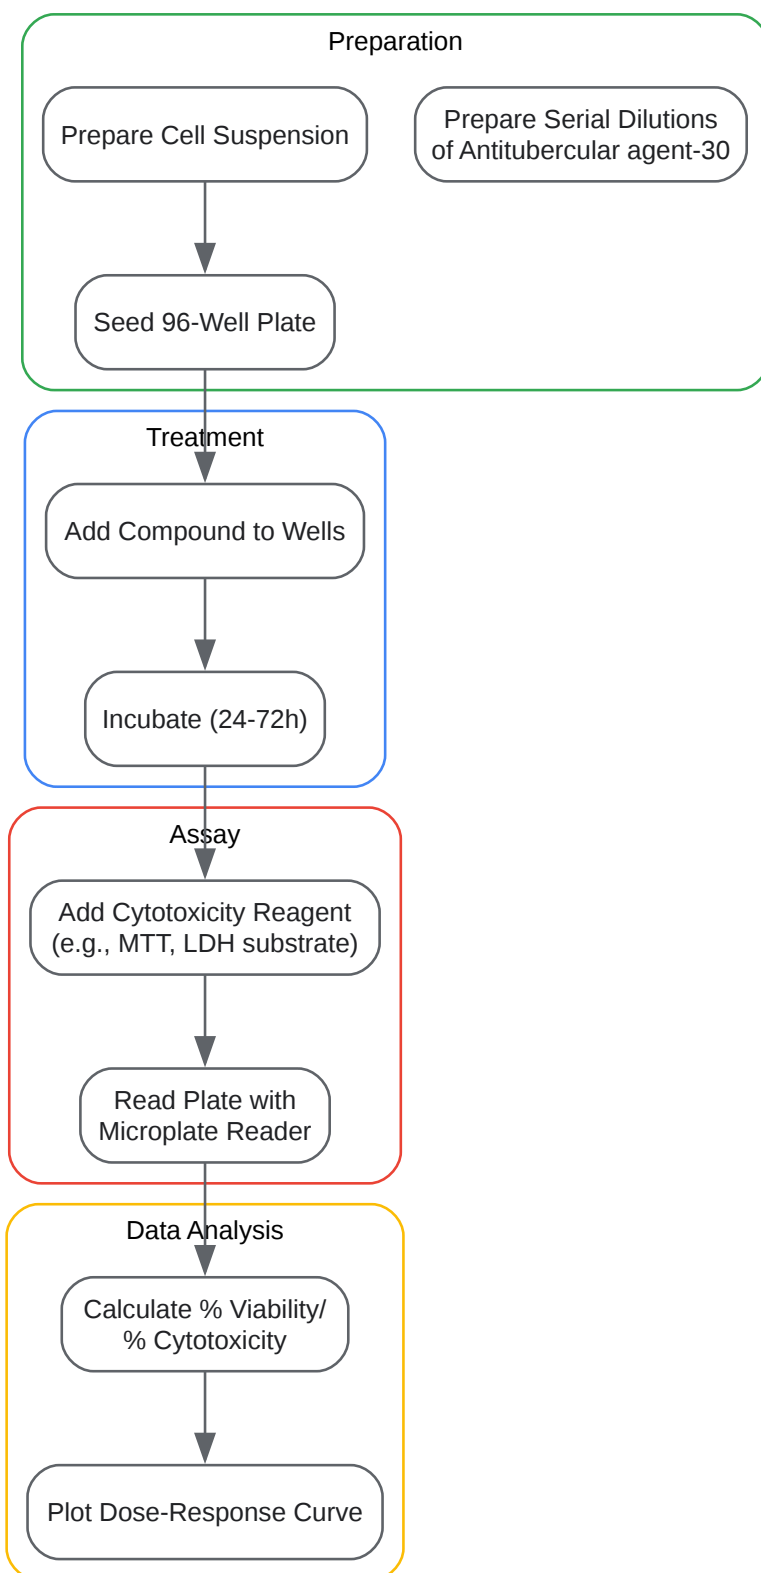 Preparation
Prepare Cell Suspension
Prepare Serial Dilutions
of Antitubercular agent-30
Seed 96-Well Plate
Treatment
Add Compound to Wells
Incubate (24-72h)
Assay
Add Cytotoxicity Reagent
(e.g., MTT, LDH substrate)
Read Plate with
Microplate Reader
Data Analysis
Calculate % Viability/
% Cytotoxicity
Plot Dose-Response Curve